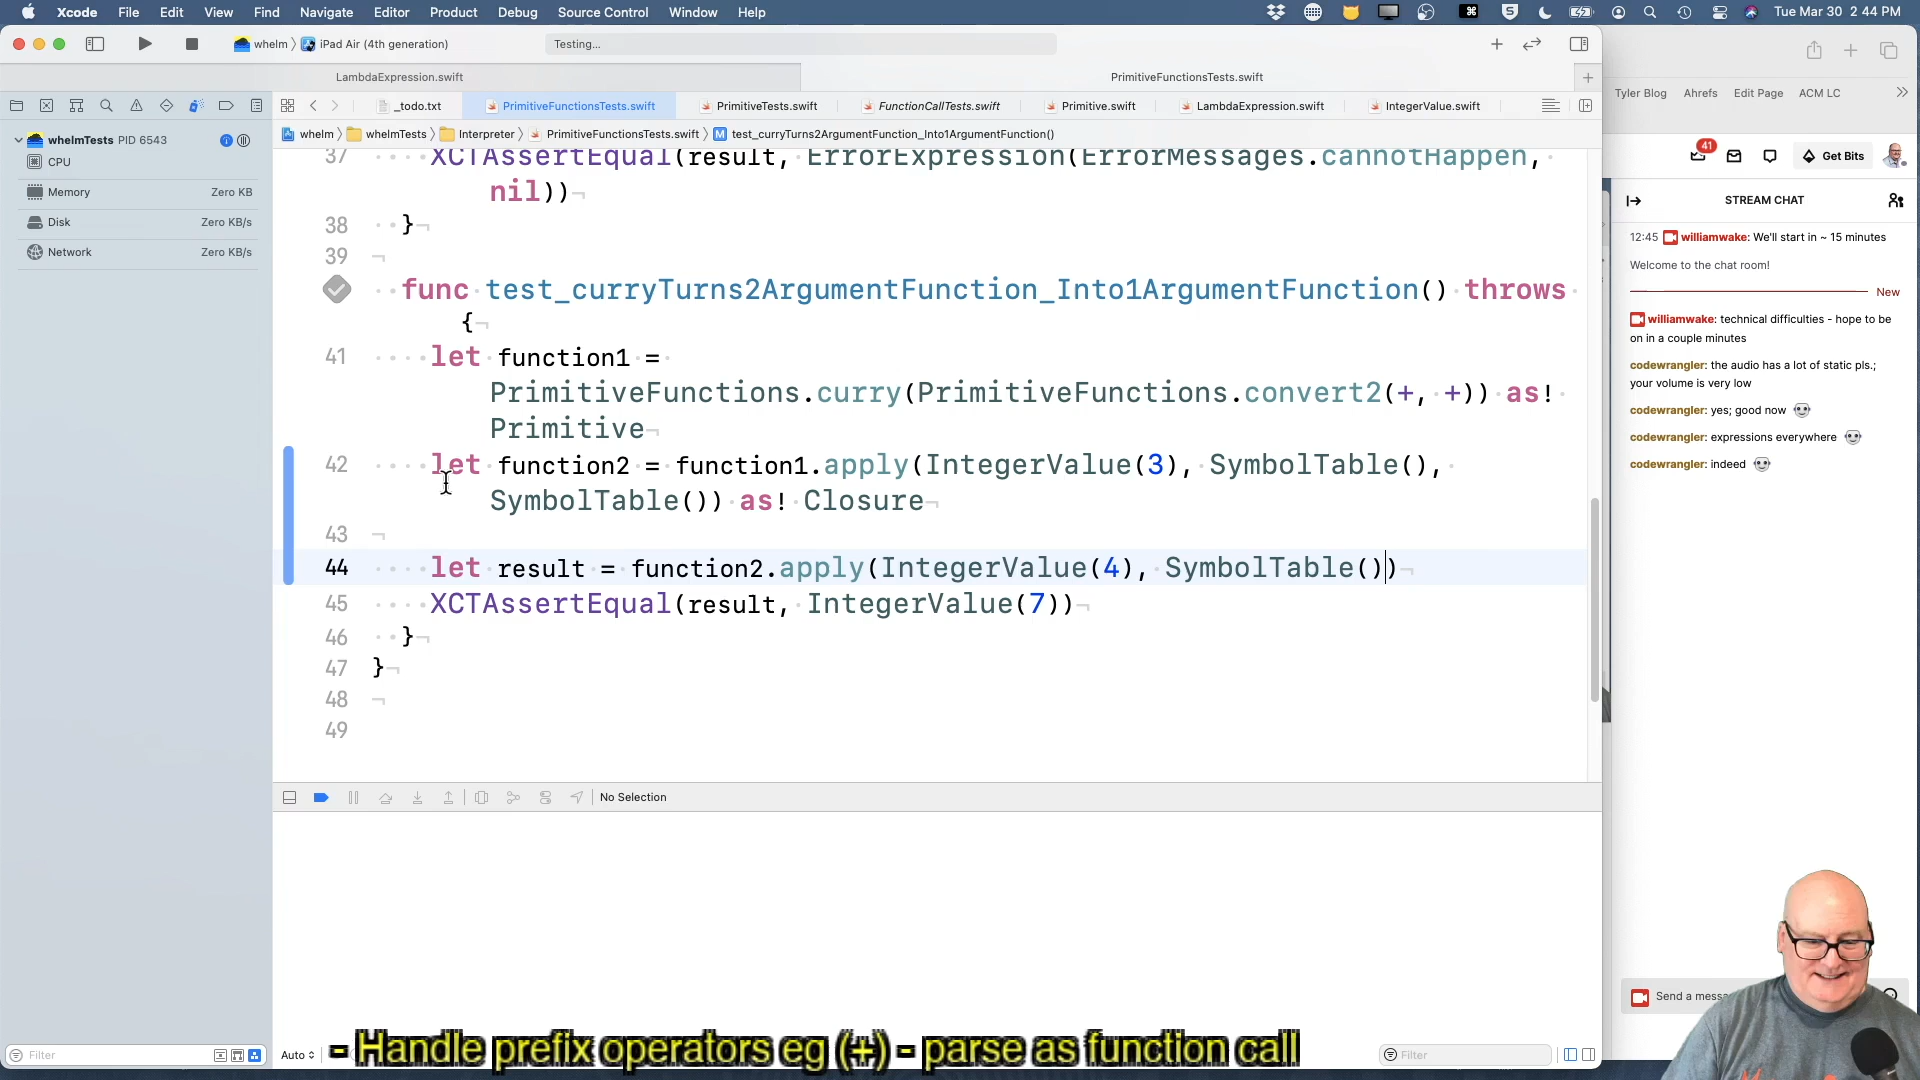 Xcode File Edit View Find Navigate Editor Product Debug Source Control Window Help Tue Mar 30 2:44 PM
whelm iPad Air (4th generation) Testing...
LambdaExpression.swift PrimitiveFunctionsTests.swift
Tyler Blog Ahrefs Edit Page ACM LC
_todo.txt PrimitiveFunctionsTests.swift PrimitiveTests.swift FunctionCallTests.swift Primitive.swift LambdaExpression.swift IntegerValue.swift
whelm whelmTests Interpreter PrimitiveFunctionsTests.swift M test_curryTurns2ArgumentFunction_Into1ArgumentFunction()
whelmTests PID 6543
CPU
Memory Zero KB
Disk Zero KB/s
Network Zero KB/s
37 XCTAssertEqual(result, ErrorExpression(ErrorMessages.cannotHappen,
nil))
38 }
39
func test_curryTurns2ArgumentFunction_Into1ArgumentFunction() throws
{
41 let function1 =
PrimitiveFunctions.curry(PrimitiveFunctions.convert2(+, +)) as!
Primitive
42 let function2 = function1.apply(IntegerValue(3), SymbolTable(),
SymbolTable()) as! Closure
43
44 let result = function2.apply(IntegerValue(4), SymbolTable())
45 XCTAssertEqual(result, IntegerValue(7))
46 }
47 }
48
49
No Selection
Filter
Auto
Filter
- Handle prefix operators eg (+) - parse as function call
41
Get Bits
STREAM CHAT
12:45 williamwake: We'll start in ~ 15 minutes
Welcome to the chat room!
New
williamwake: technical difficulties - hope to be
on in a couple minutes
codewrangler: the audio has a lot of static pls.;
your volume is very low
codewrangler: yes; good now
codewrangler: expressions everywhere
codewrangler: indeed
Send a